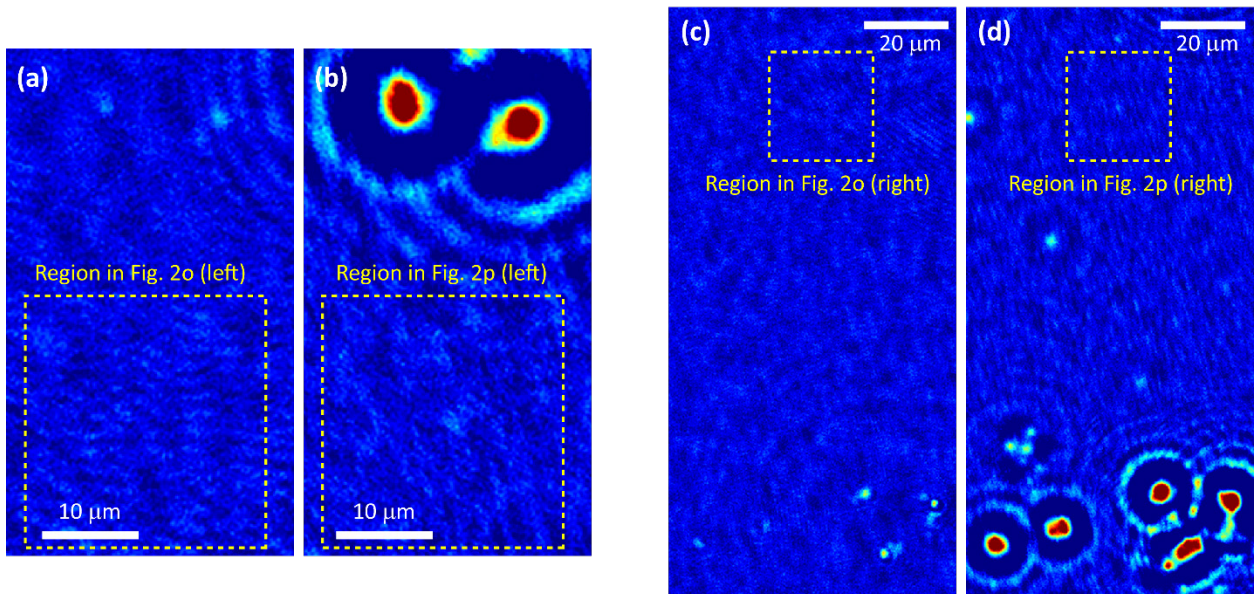 (a)
Region in Fig. 2o (left)
10 μm
(b)
Region in Fig. 2p (left)
10 μm
(c)
20 μm
Region in Fig. 2o (right)
(d)
20 μm
Region in Fig. 2p (right)